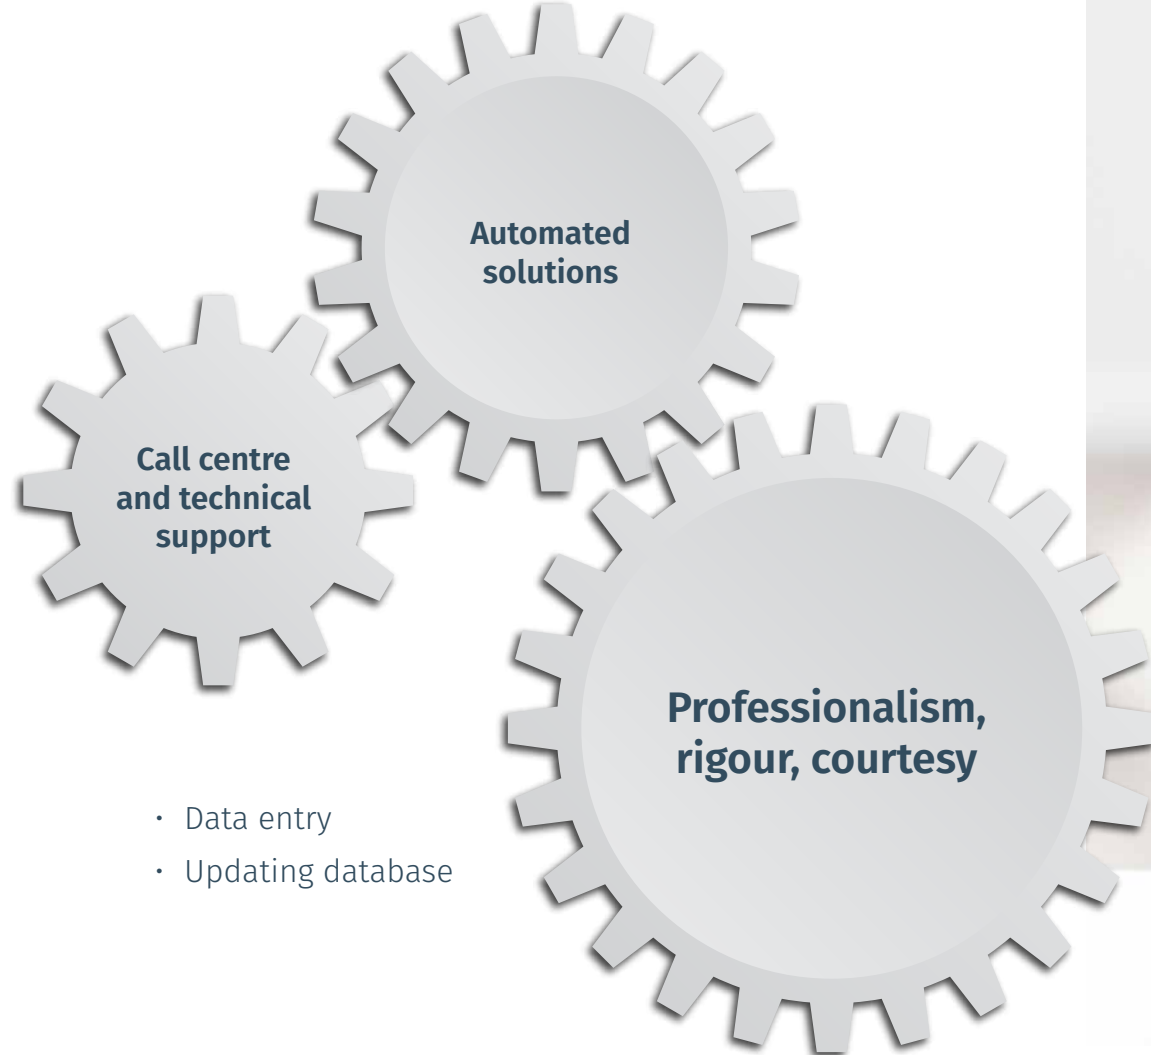 Automated
solutions
Call centre
and technical
support
Professionalism,
rigour, courtesy
· Data entry
· Updating database